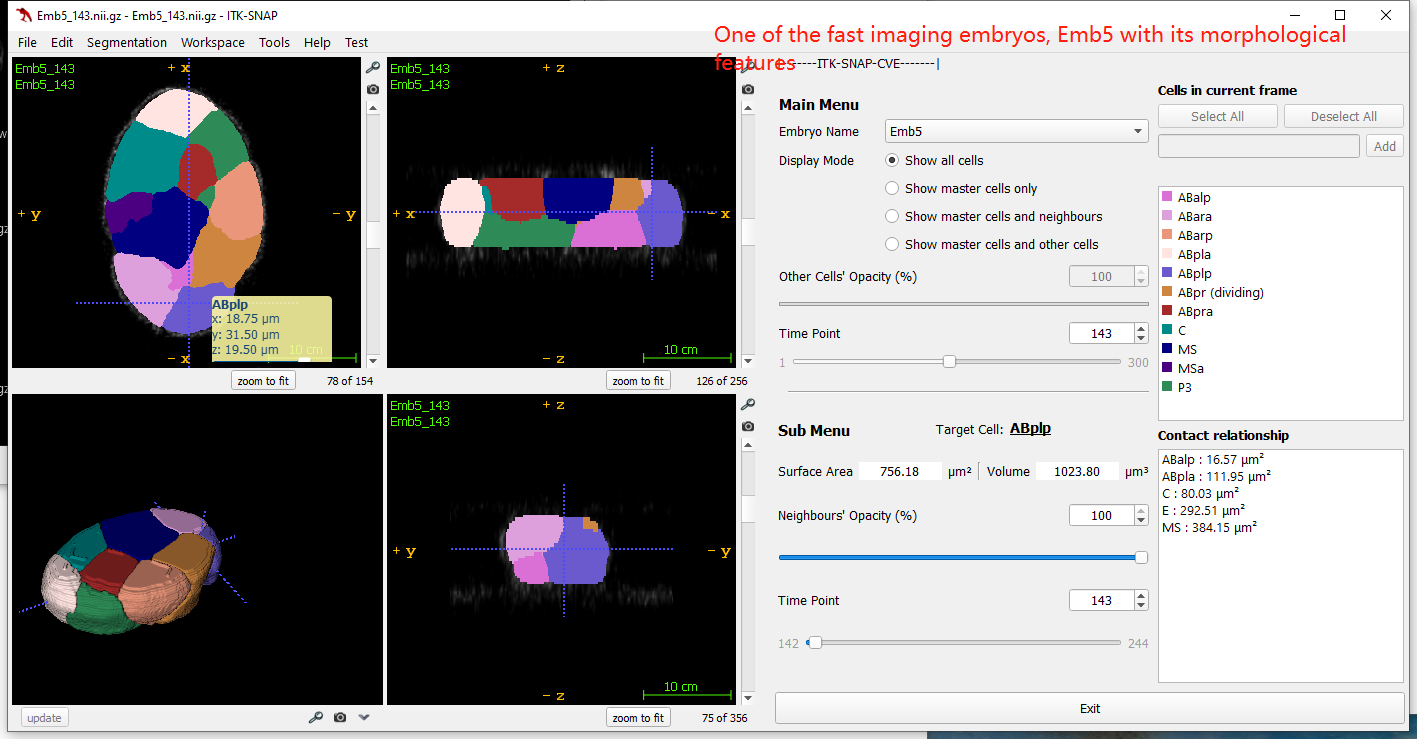 Emb5_143.nii.gz - Emb5_143.nii.gz - ITK-SNAP
One of the fast imaging embryos, Emb5 with its morphological
features
File Edit Segmentation Workspace Tools Help Test
Emb5_143
Emb5_143
+ x
+ y
- y
- x
ABplp
x: 18.75 µm
y: 31.50 µm
z: 19.50 µm
10 cm
zoom to fit
78 of 154
Emb5_143
Emb5_143
+ z
+ x
- x
- z
10 cm
zoom to fit
126 of 256
update
Emb5_143
Emb5_143
+ z
+ y
- y
- z
10 cm
zoom to fit
75 of 356
------ITK-SNAP-CVE-------|
Main Menu
Embryo Name Emb5
Display Mode Show all cells
Show master cells only
Show master cells and neighbours
Show master cells and other cells
Other Cells' Opacity (%) 100
Time Point 143
1 300
Sub Menu Target Cell: ABplp
Surface Area 756.18 µm² Volume 1023.80 µm³
Neighbours' Opacity (%) 100
Time Point 143
142 244
Cells in current frame
Select All Deselect All
Add
ABalp
ABara
ABarp
ABpla
ABplp
ABpr (dividing)
ABpra
C
MS
MSa
P3
Contact relationship
ABalp : 16.57 µm²
ABpla : 111.95 µm²
C : 80.03 µm²
E : 292.51 µm²
MS : 384.15 µm²
Exit